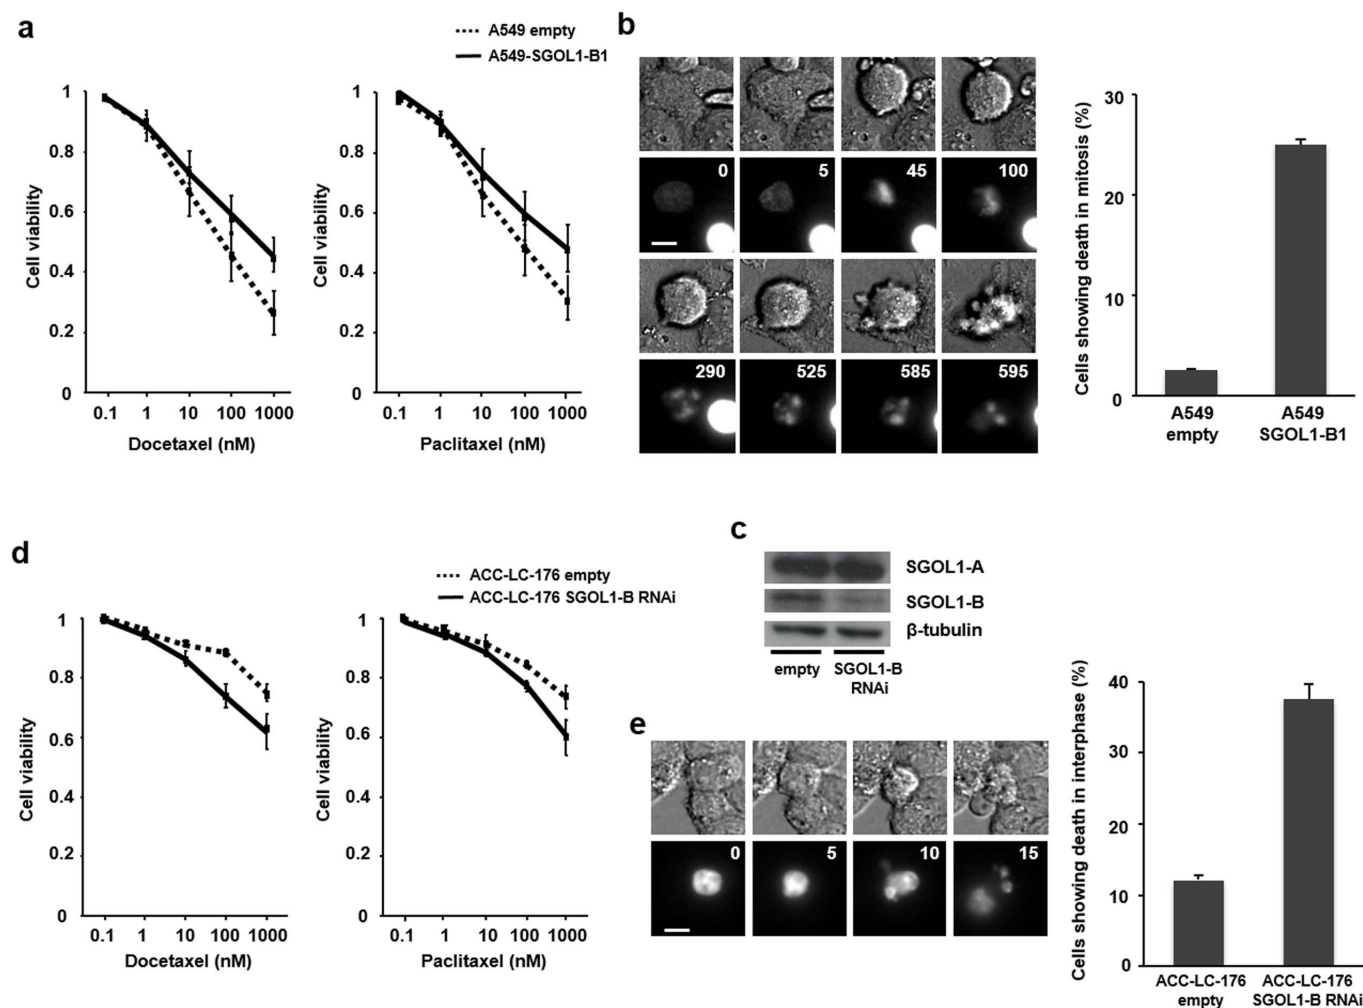 a
A549 empty
A549-SGOL1-B1
Cell viability
1
0.8
0.6
0.4
0.2
0
0.1 1 10 100 1000
Docetaxel (nM)
Cell viability
1
0.8
0.6
0.4
0.2
0
0.1 1 10 100 1000
Paclitaxel (nM)
b
0 5 45 100
290 525 585 595
Cells showing death in mitosis (%)
30
20
10
0
A549 A549
empty SGOL1-B1
c
SGOL1-A
SGOL1-B
β-tubulin
empty SGOL1-B
RNAi
d
ACC-LC-176 empty
ACC-LC-176 SGOL1-B RNAi
Cell viability
1
0.8
0.6
0.4
0.2
0
0.1 1 10 100 1000
Docetaxel (nM)
Cell viability
1
0.8
0.6
0.4
0.2
0
0.1 1 10 100 1000
Paclitaxel (nM)
e
0 5 10 15
Cells showing death in interphase (%)
40
30
20
10
0
ACC-LC-176 ACC-LC-176
empty SGOL1-B RNAi